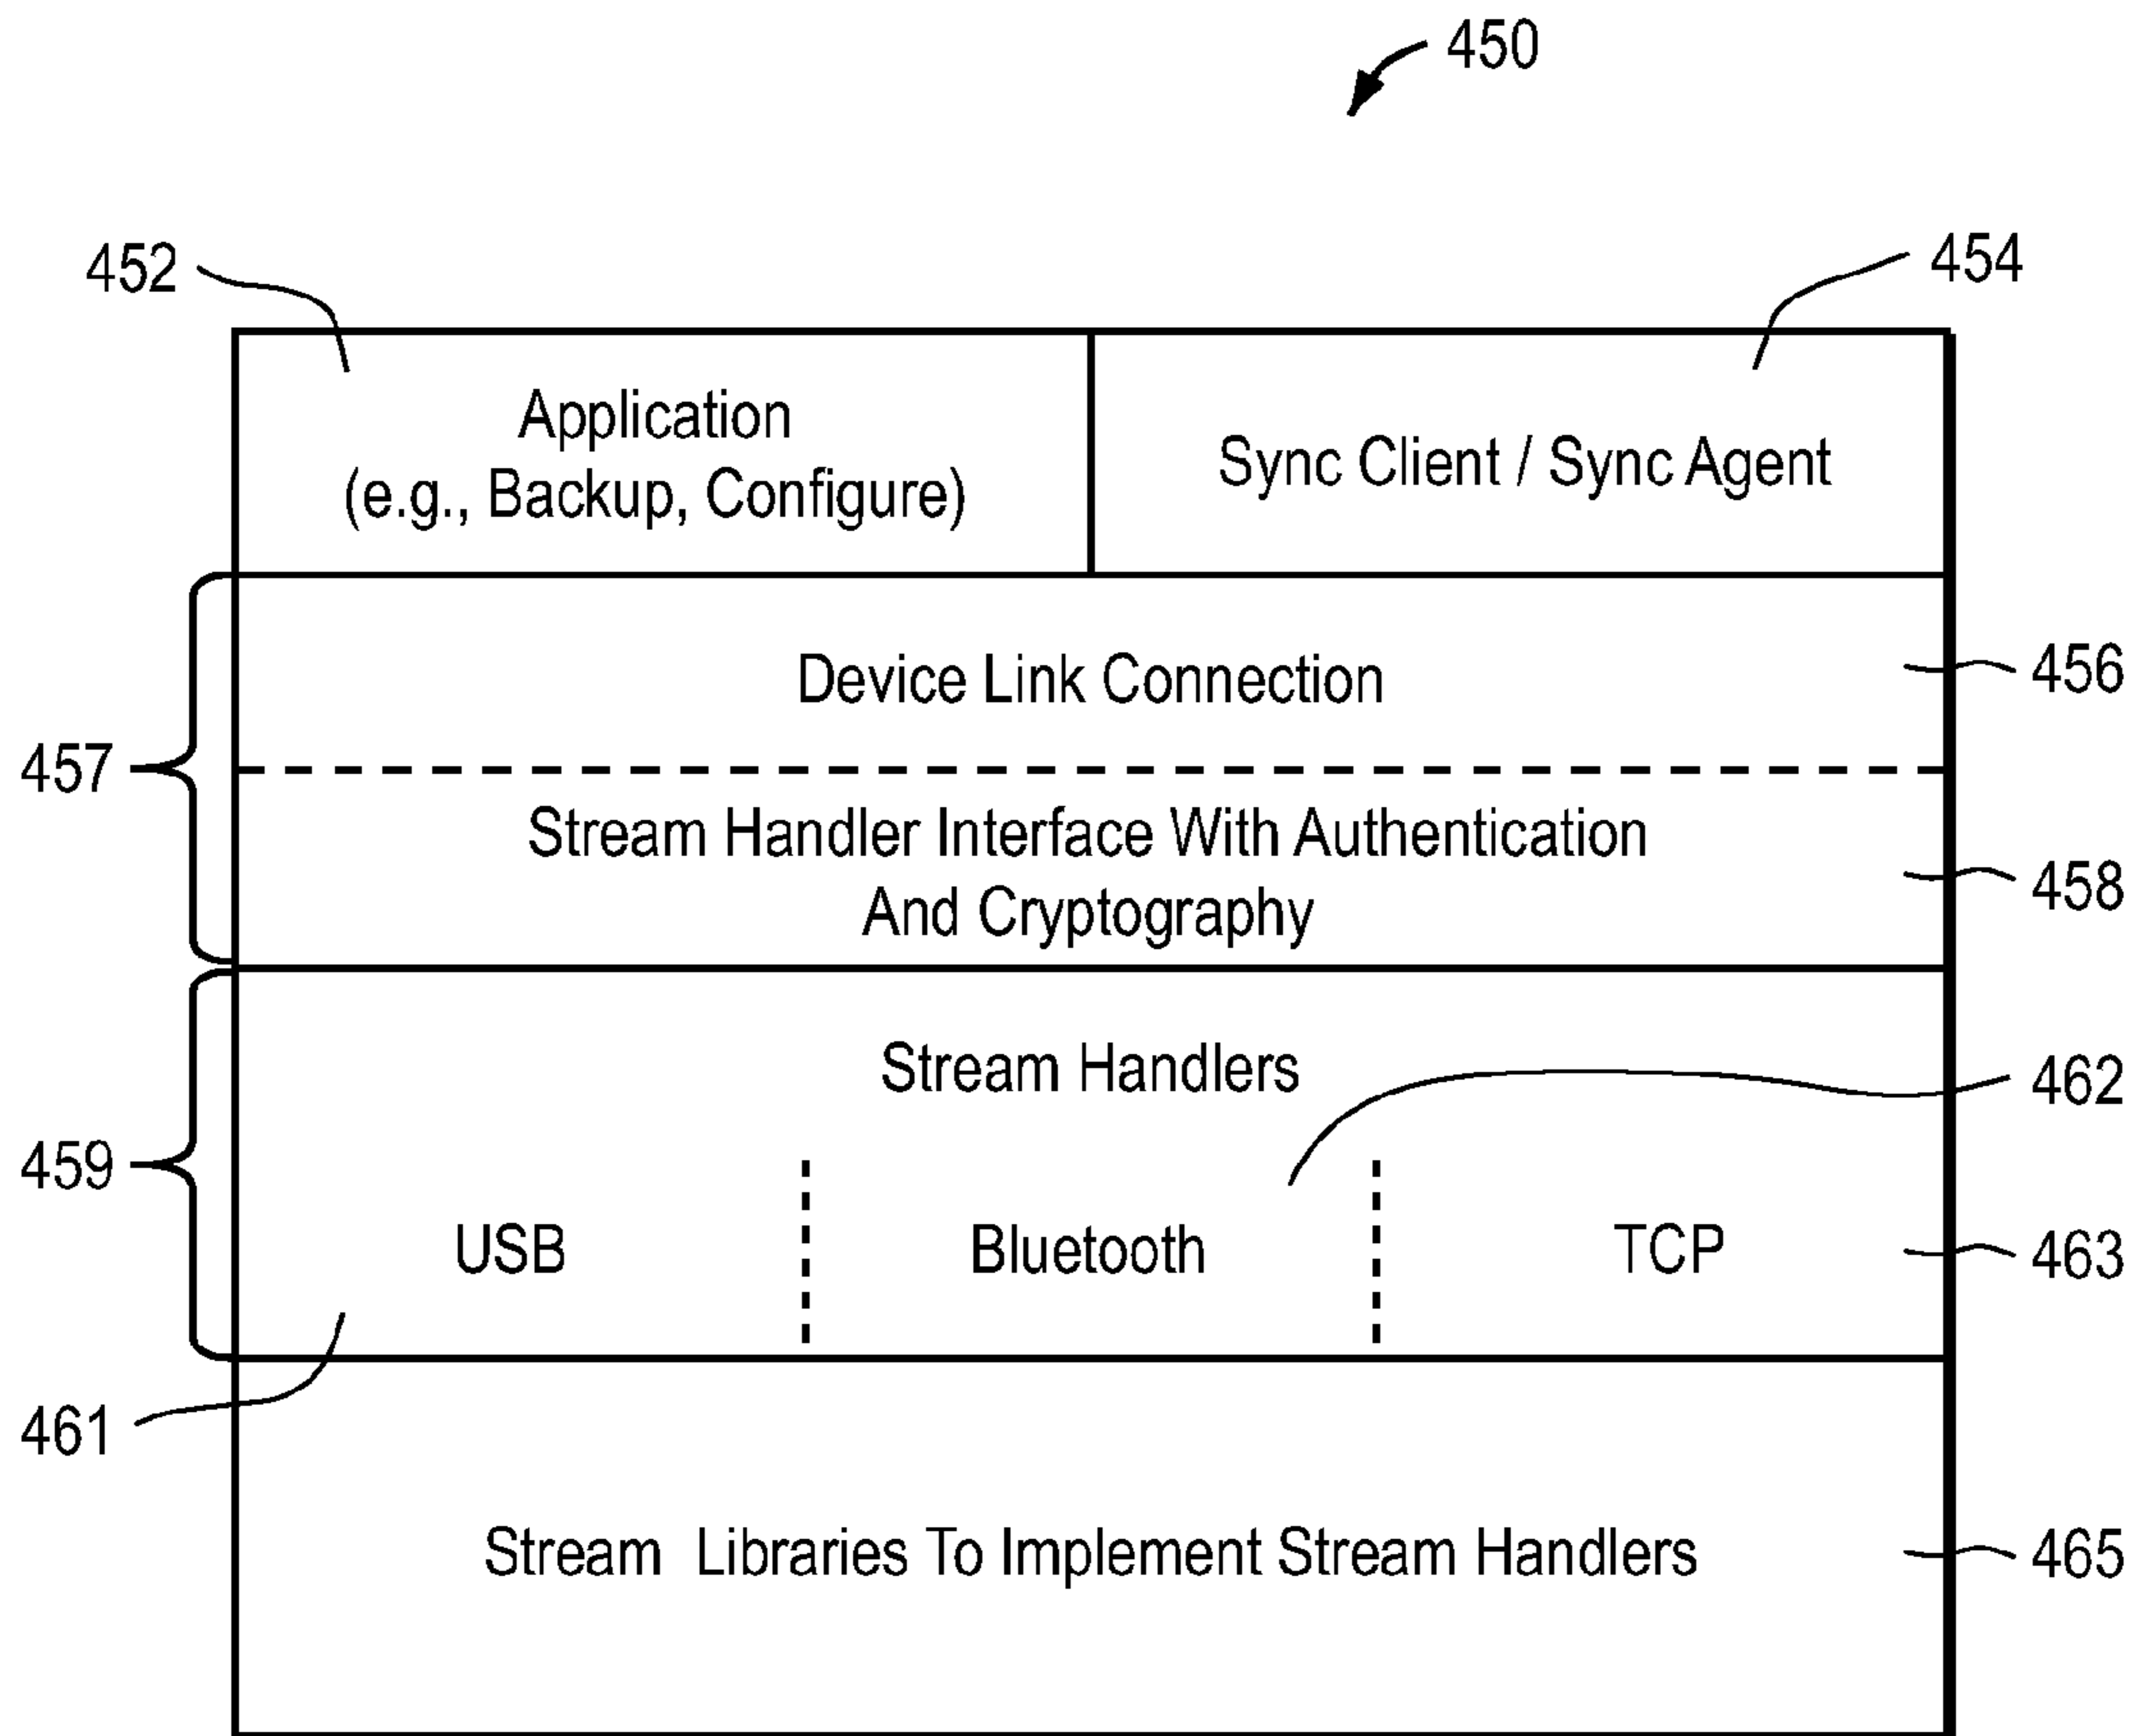 450
452
454
Application
(e.g., Backup, Configure)
Sync Client / Sync Agent
Device Link Connection
456
457
Stream Handler Interface With Authentication
And Cryptography
458
Stream Handlers
462
459
USB
Bluetooth
TCP
463
461
Stream Libraries To Implement Stream Handlers
465